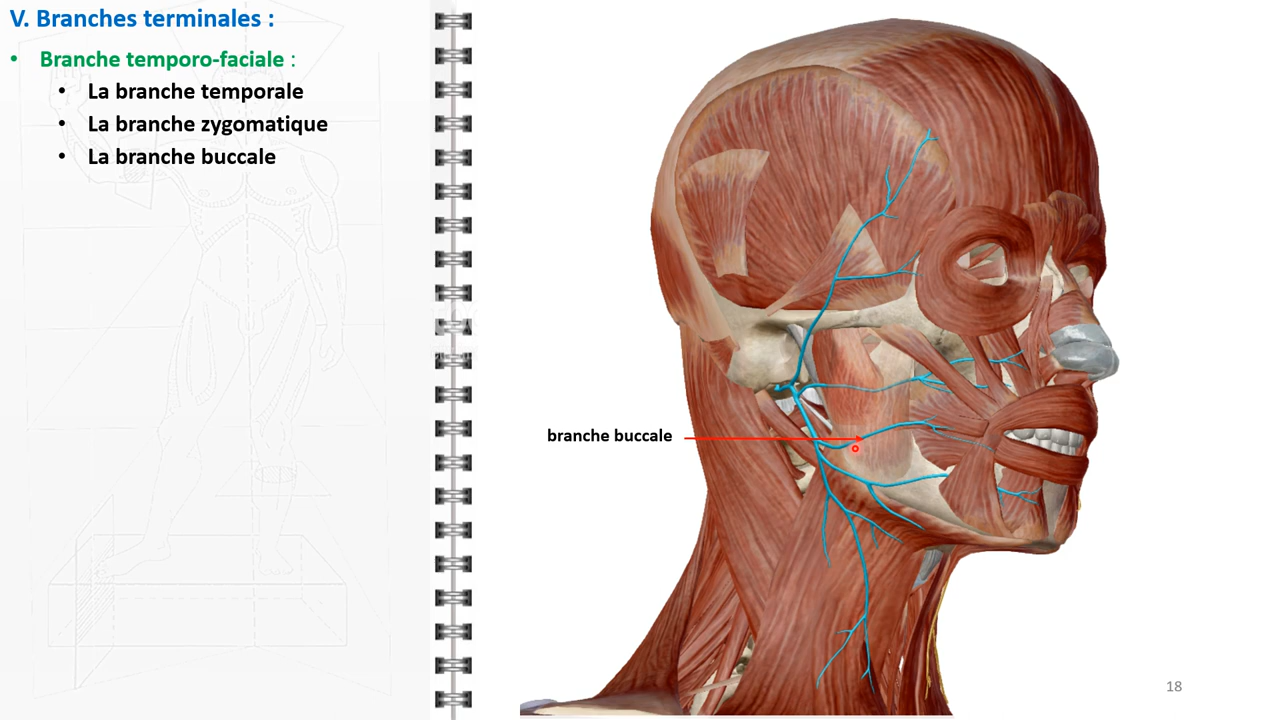 V. Branches terminales :
• Branche temporo-faciale :
• La branche temporale
• La branche zygomatique
• La branche buccale
branche buccale
18